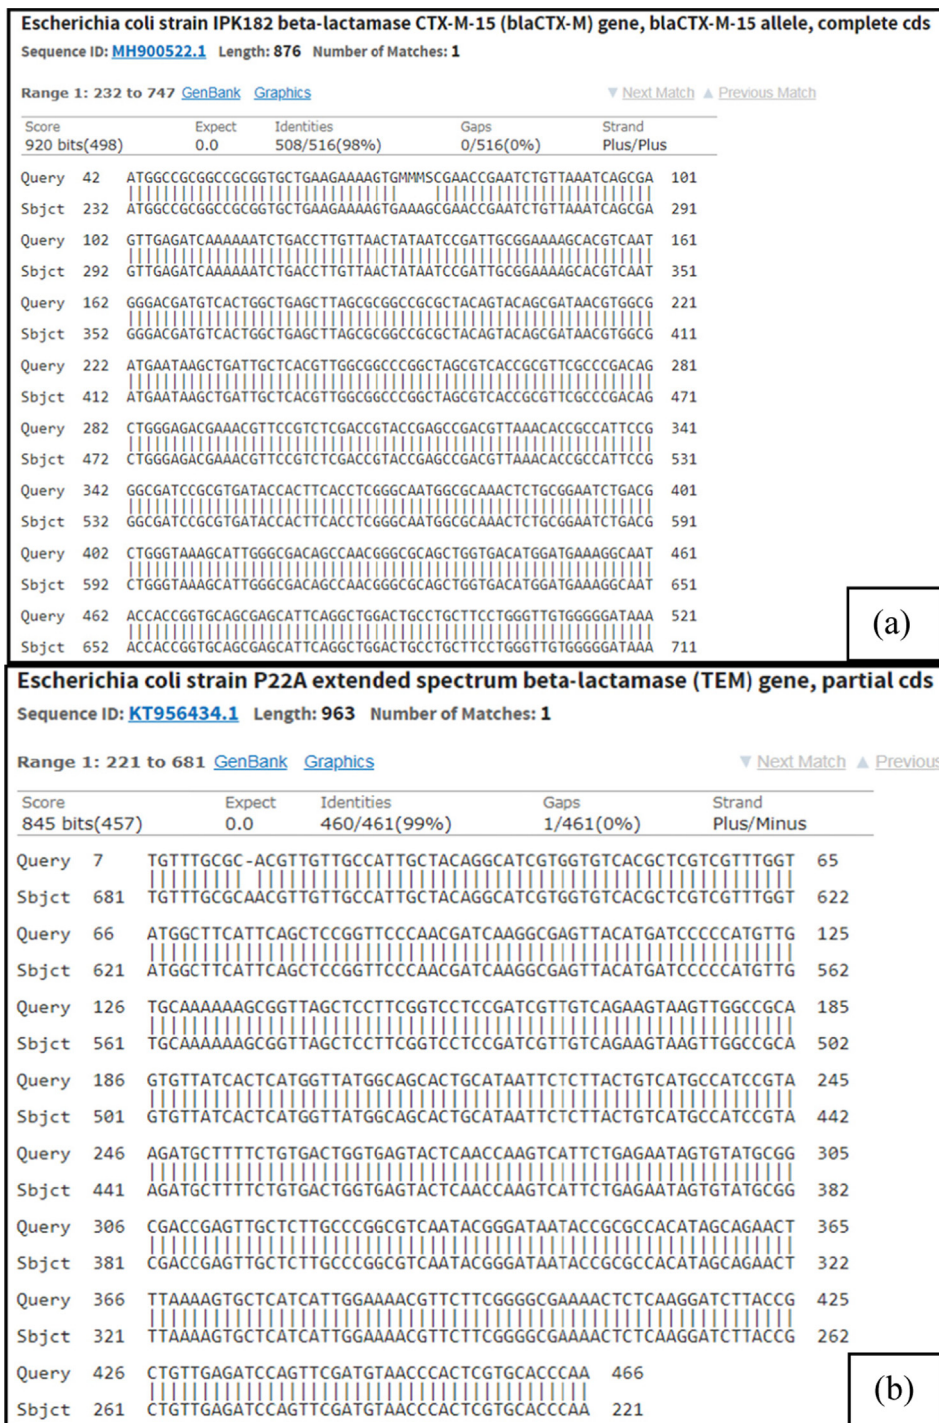 Escherichia coli strain IPK182 beta-lactamase CTX-M-15 (blaCTX-M) gene, blaCTX-M-15 allele, complete cds
Sequence ID: MH900522.1 Length: 876 Number of Matches: 1
Range 1: 232 to 747 GenBank Graphics ▼ Next Match ▲ Previous Match
Score Expect Identities Gaps Strand
920 bits(498) 0.0 508/516(98%) 0/516(0%) Plus/Plus
Query 42 ATGGCCGCGGCCGCGGTGCTGAAGAAAAGTGMMMSCGAACCGAATCTGTTAAATCAGCGA 101
Sbjct 232 ATGGCCGCGGCCGCGGTGCTGAAGAAAAGTGAAAGCGAACCGAATCTGTTAAATCAGCGA 291
Query 102 GTTGAGATCAAAAAATCTGACCTTGTTAACTATAATCCGATTGCGGAAAAGCACGTCAAT 161
Sbjct 292 GTTGAGATCAAAAAATCTGACCTTGTTAACTATAATCCGATTGCGGAAAAGCACGTCAAT 351
Query 162 GGGACGATGTCACTGGCTGAGCTTAGCGCGGCCGCGCTACAGTACAGCGATAACGTGGCG 221
Sbjct 352 GGGACGATGTCACTGGCTGAGCTTAGCGCGGCCGCGCTACAGTACAGCGATAACGTGGCG 411
Query 222 ATGAATAAGCTGATTGCTCACGTTGGCGGCCCGGCTAGCGTCACCGCGTTCGCCCGACAG 281
Sbjct 412 ATGAATAAGCTGATTGCTCACGTTGGCGGCCCGGCTAGCGTCACCGCGTTCGCCCGACAG 471
Query 282 CTGGGAGACGAAACGTTCCGTCTCGACCGTACCGAGCCGACGTTAAACACCGCCATTCCG 341
Sbjct 472 CTGGGAGACGAAACGTTCCGTCTCGACCGTACCGAGCCGACGTTAAACACCGCCATTCCG 531
Query 342 GGCGATCCGCGTGATACCACTTCACCTCGGGCAATGGCGCAAACTCTGCGGAATCTGACG 401
Sbjct 532 GGCGATCCGCGTGATACCACTTCACCTCGGGCAATGGCGCAAACTCTGCGGAATCTGACG 591
Query 402 CTGGGTAAAGCATTGGGCGACAGCCAACGGGCGCAGCTGGTGACATGGATGAAAGGCAAT 461
Sbjct 592 CTGGGTAAAGCATTGGGCGACAGCCAACGGGCGCAGCTGGTGACATGGATGAAAGGCAAT 651
Query 462 ACCACCGGTGCAGCGAGCATTCAGGCTGGACTGCCTGCTTCCTGGGTTGTGGGGGATAAA 521
Sbjct 652 ACCACCGGTGCAGCGAGCATTCAGGCTGGACTGCCTGCTTCCTGGGTTGTGGGGGATAAA 711
(a)
Escherichia coli strain P22A extended spectrum beta-lactamase (TEM) gene, partial cds
Sequence ID: KT956434.1 Length: 963 Number of Matches: 1
Range 1: 221 to 681 GenBank Graphics ▼ Next Match ▲ Previous
Score Expect Identities Gaps Strand
845 bits(457) 0.0 460/461(99%) 1/461(0%) Plus/Minus
Query 7 TGTTTGCGC-ACGTTGTTGCCATTGCTACAGGCATCGTGGTGTCACGCTCGTCGTTTGGT 65
Sbjct 681 TGTTTGCGCAACGTTGTTGCCATTGCTACAGGCATCGTGGTGTCACGCTCGTCGTTTGGT 622
Query 66 ATGGCTTCATTCAGCTCCGGTTCCCAACGATCAAGGCGAGTTACATGATCCCCCATGTTG 125
Sbjct 621 ATGGCTTCATTCAGCTCCGGTTCCCAACGATCAAGGCGAGTTACATGATCCCCCATGTTG 562
Query 126 TGCAAAAAAGCGGTTAGCTCCTTCGGTCCTCCGATCGTTGTCAGAAGTAAGTTGGCCGCA 185
Sbjct 561 TGCAAAAAAGCGGTTAGCTCCTTCGGTCCTCCGATCGTTGTCAGAAGTAAGTTGGCCGCA 502
Query 186 GTGTTATCACTCATGGTTATGGCAGCACTGCATAATTCTCTTACTGTCATGCCATCCGTA 245
Sbjct 501 GTGTTATCACTCATGGTTATGGCAGCACTGCATAATTCTCTTACTGTCATGCCATCCGTA 442
Query 246 AGATGCTTTTCTGTGACTGGTGAGTACTCAACCAAGTCATTCTGAGAATAGTGTATGCGG 305
Sbjct 441 AGATGCTTTTCTGTGACTGGTGAGTACTCAACCAAGTCATTCTGAGAATAGTGTATGCGG 382
Query 306 CGACCGAGTTGCTCTTGCCCGGCGTCAATACGGGATAATACCGCGCCACATAGCAGAACT 365
Sbjct 381 CGACCGAGTTGCTCTTGCCCGGCGTCAATACGGGATAATACCGCGCCACATAGCAGAACT 322
Query 366 TTAAAAGTGCTCATCATTGGAAAACGTTCTTCGGGGCGAAAACTCTCAAGGATCTTACCG 425
Sbjct 321 TTAAAAGTGCTCATCATTGGAAAACGTTCTTCGGGGCGAAAACTCTCAAGGATCTTACCG 262
Query 426 CTGTTGAGATCCAGTTCGATGTAACCCACTCGTGCACCCAA 466
Sbjct 261 CTGTTGAGATCCAGTTCGATGTAACCCACTCGTGCACCCAA 221
(b)